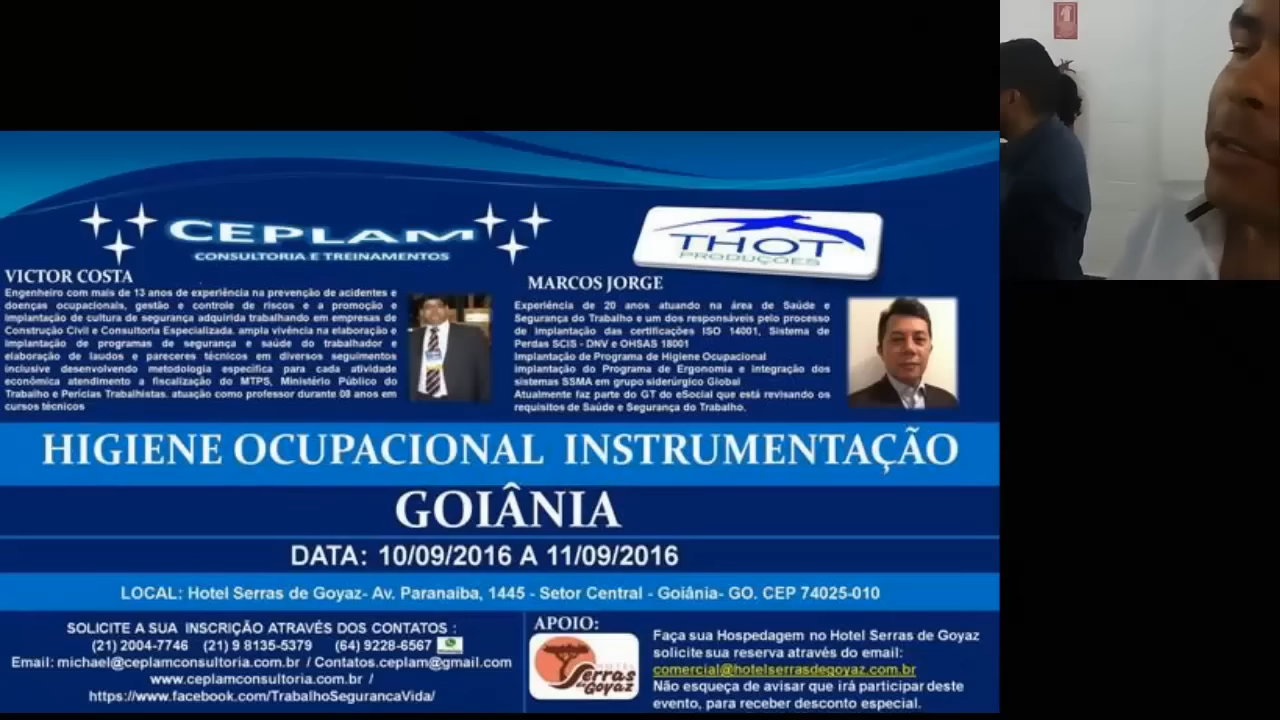 CEPLAM
CONSULTORIA E TREINAMENTOS
THOT
PRODUÇÕES
VICTOR COSTA
Engenheiro com mais de 13 anos de experiência na prevenção de acidentes e
doenças ocupacionais, gestão e controle de riscos e a promoção e
implantação de cultura de segurança adquirida trabalhando em empresas de
Construção Civil e Consultoria Especializada. ampla vivência na elaboração e
implantação de programas de segurança e saúde do trabalhador e
elaboração de laudos e pareceres técnicos em diversos seguimentos
inclusive desenvolvendo metodologia especifica para cada atividade
econômica atendimento a fiscalização do MTPS, Ministério Público do
Trabalho e Perícias Trabalhistas. atuação como professor durante 08 anos em
cursos técnicos
MARCOS JORGE
Experiência de 20 anos atuando na área de Saúde e
Segurança do Trabalho e um dos responsáveis pelo processo
de implantação das certificações ISO 14001, Sistema de
Perdas SCIS - DNV e OHSAS 18001
Implantação de Programa de Higiene Ocupacional
implantação do Programa de Ergonomia e integração dos
sistemas SSMA em grupo siderúrgico Global
Atualmente faz parte do GT do eSocial que está revisando os
requisitos de Saúde e Segurança do Trabalho.
HIGIENE OCUPACIONAL INSTRUMENTAÇÃO
GOIÂNIA
DATA: 10/09/2016 A 11/09/2016
LOCAL: Hotel Serras de Goyaz- Av. Paranaiba, 1445 - Setor Central - Goiânia- GO. CEP 74025-010
SOLICITE A SUA INSCRIÇÃO ATRAVÉS DOS CONTATOS :
(21) 2004-7746 (21) 9 8135-5379 (64) 9228-6567
Email: michael@ceplamconsultoria.com.br / Contatos.ceplam@gmail.com
www.ceplamconsultoria.com.br /
https://www.facebook.com/TrabalhoSegurancaVida/
APOIO:
HOTEL
Serras
de Goyaz
Faça sua Hospedagem no Hotel Serras de Goyaz
solicite sua reserva através do email:
comercial@hotelserrasdegoyaz.com.br
Não esqueça de avisar que irá participar deste
evento, para receber desconto especial.